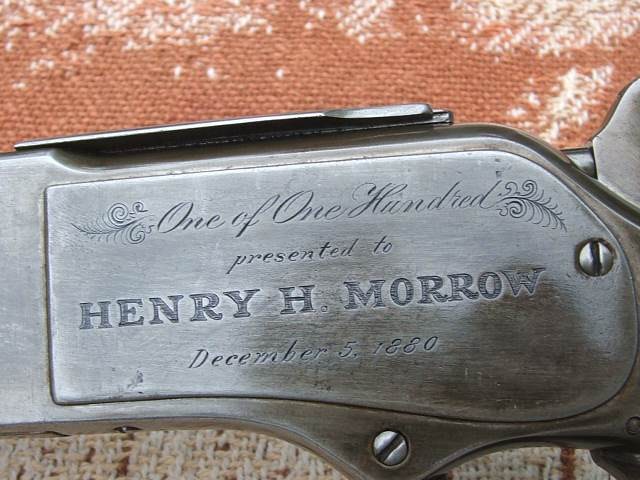 One of One Hundred
presented to
HENRY H. MORROW
December 5, 1880